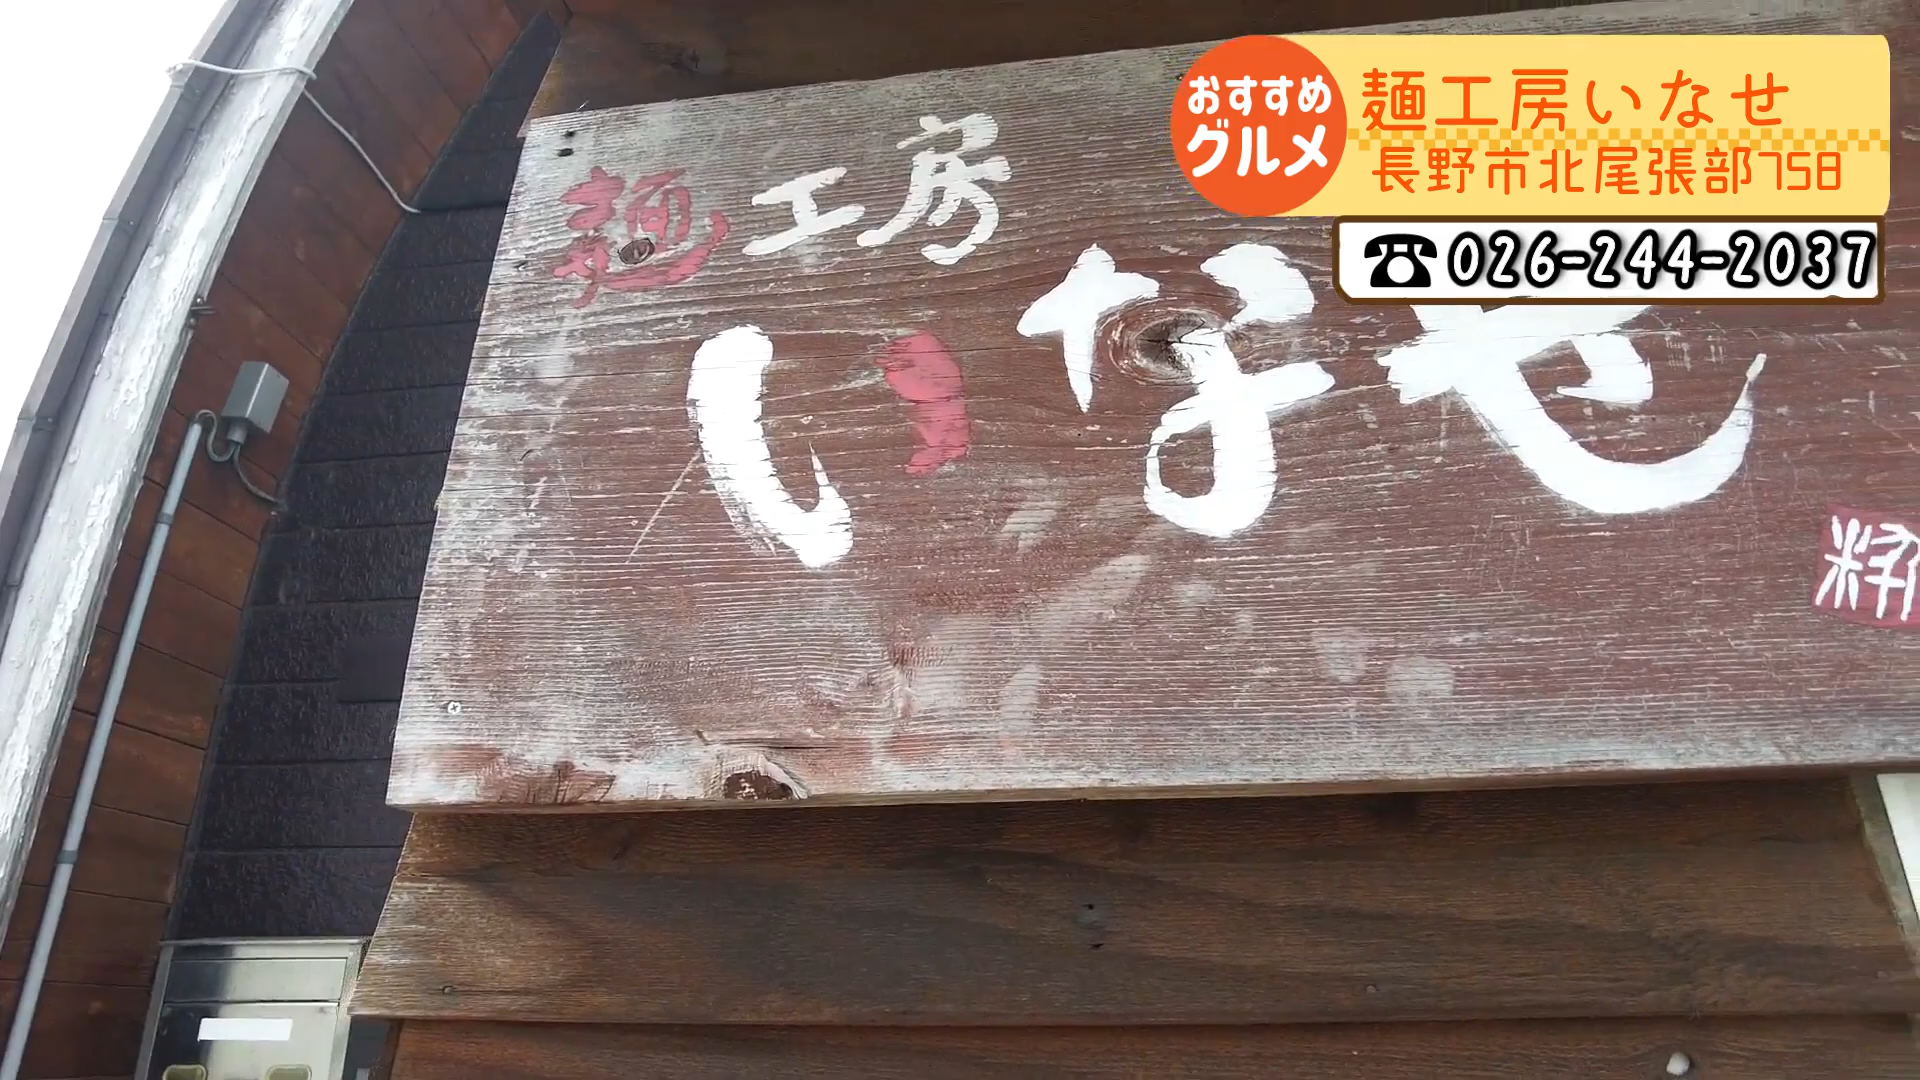 おすすめ
グルメ
麺工房いなせ
長野市北尾張部758
☎026-244-2037
麺工房
いなせ
粋